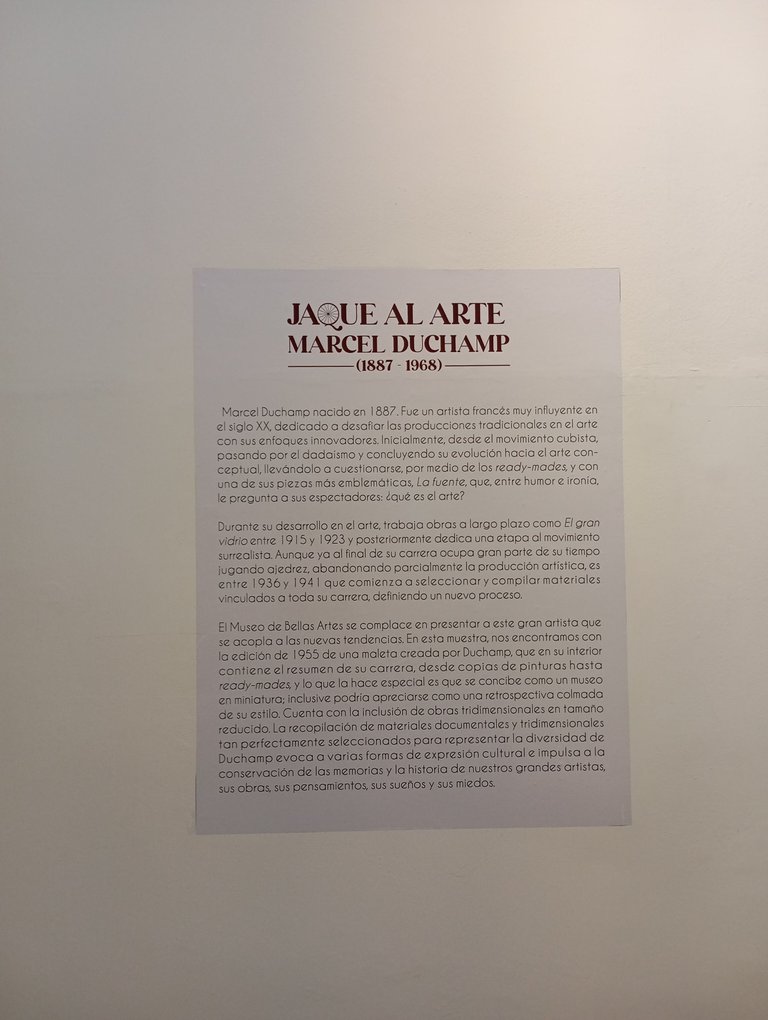 JAQUE AL ARTE
MARCEL DUCHAMP
(1887 - 1968)
Marcel Duchamp nacido en 1887. Fue un artista francés muy influyente en
el siglo XX, dedicado a desafiar las producciones tradicionales en el arte
con sus enfoques innovadores. Inicialmente, desde el movimiento cubista,
pasando por el dadaísmo y concluyendo su evolución hacia el arte con-
ceptual, llevándolo a cuestionarse, por medio de los ready-mades, y con
una de sus piezas más emblemáticas, La fuente, que, entre humor e ironía,
le pregunta a sus espectadores: ¿qué es el arte?
Durante su desarrollo en el arte, trabaja obras a largo plazo como El gran
vidrio entre 1915 y 1923 y posteriormente dedica una etapa al movimiento
surrealista. Aunque ya al final de su carrera ocupa gran parte de su tiempo
jugando ajedrez, abandonando parcialmente la producción artística, es
entre 1936 y 1941 que comienza a seleccionar y compilar materiales
vinculados a toda su carrera, definiendo un nuevo proceso.
El Museo de Bellas Artes se complace en presentar a este gran artista que
se acopla a las nuevas tendencias. En esta muestra, nos encontramos con
la edición de 1955 de una maleta creada por Duchamp, que en su interior
contiene el resumen de su carrera, desde copias de pinturas hasta
ready-mades, y lo que la hace especial es que se concibe como un museo
en miniatura; inclusive podría apreciarse como una retrospectiva colmada
de su estilo. Cuenta con la inclusión de obras tridimensionales en tamaño
reducido. La recopilación de materiales documentales y tridimensionales
tan perfectamente seleccionados para representar la diversidad de
Duchamp evoca a varias formas de expresión cultural e impulsa a la
conservación de las memorias y la historia de nuestros grandes artistas,
sus obras, sus pensamientos, sus sueños y sus miedos.